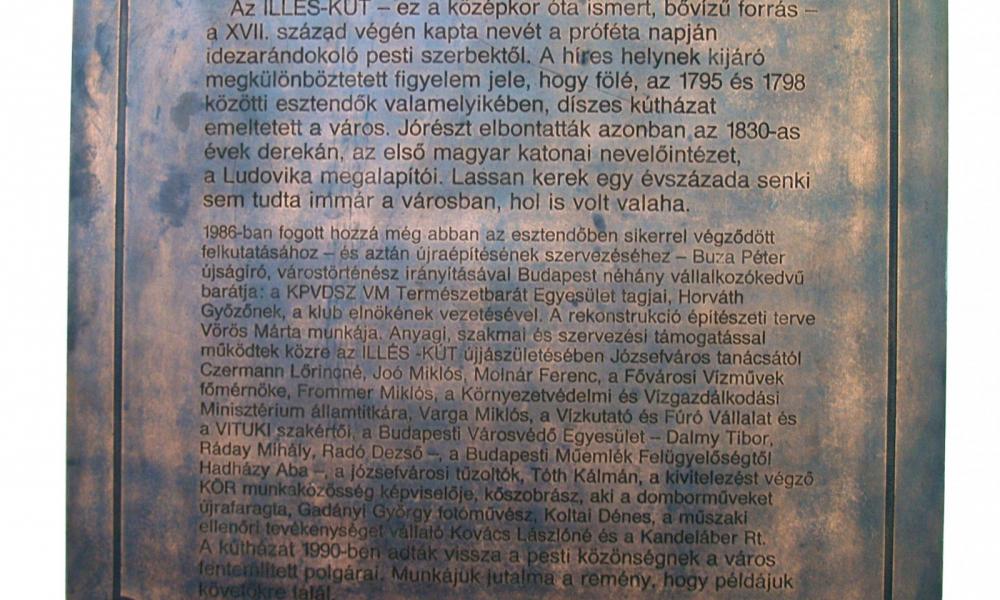 Az ILLÉS-KÚT – ez a középkor óta ismert, bővízű forrás –
a XVII. század végén kapta nevét a próféta napján
idezarándokoló pesti szerbektől. A híres helynek kijáró
megkülönböztetett figyelem jele, hogy fölé, az 1795 és 1798
közötti esztendők valamelyikében, díszes kútházat
emeltetett a város. Jórészt elbontatták azonban az 1830-as
évek derekán, az első magyar katonai nevelőintézet,
a Ludovika megalapítói. Lassan kerek egy évszázada senki
sem tudta immár a városban, hol is volt valaha.
1986-ban fogott hozzá még abban az esztendőben sikerrel végződött
felkutatásához – és aztán újraépítésének szervezéséhez – Buza Péter
újságíró, várostörténész irányításával Budapest néhány vállalkozókedvű
barátja: a KPVDSZ VM Természetbarát Egyesület tagjai, Horváth
Győzőnek, a klub elnökének vezetésével. A rekonstrukció építészeti terve
Vörös Márta munkája. Anyagi, szakmai és szervezési támogatással
működtek közre az ILLÉS -KÚT újjászületésében Józsefváros tanácsától
Czermann Lőrincné, Joó Miklós, Molnár Ferenc, a Fővárosi Vízművek
főmérnöke, Frommer Miklós, a Környezetvédelmi és Vízgazdálkodási
Minisztérium államtitkára, Varga Miklós, a Vízkutató és Fúró Vállalat és
a VITUKI szakértői, a Budapesti Városvédő Egyesület – Dalmy Tibor,
Ráday Mihály, Radó Dezső –, a Budapesti Műemlék Felügyelőségtől
Hadházy Aba –, a józsefvárosi tűzoltók, Tóth Kálmán, a kivitelezést végző
KŐR munkaközösség képviselője, kőszobrász, aki a domborműveket
újrafaragta, Gadányi György fotóművész, Koltai Dénes, a műszaki
ellenőri tevékenységet vállaló Kovács Lászlóné és a Kandeláber Rt.
A kútházat 1990-ben adták vissza a pesti közönségnek a város
fentemlített polgárai. Munkájuk jutalma a remény, hogy példájuk
követőkre talál.